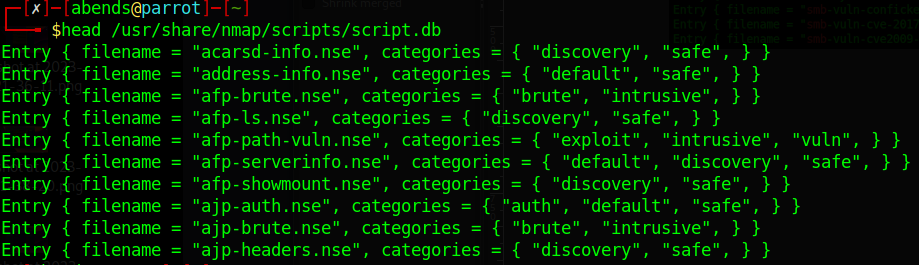 [✗]─[abends@parrot]─[~]
$head /usr/share/nmap/scripts/script.db
Entry { filename = "acarsd-info.nse", categories = { "discovery", "safe", } }
Entry { filename = "address-info.nse", categories = { "default", "safe", } }
Entry { filename = "afp-brute.nse", categories = { "brute", "intrusive", } }
Entry { filename = "afp-ls.nse", categories = { "discovery", "safe", } }
Entry { filename = "afp-path-vuln.nse", categories = { "exploit", "intrusive", "vuln", } }
Entry { filename = "afp-serverinfo.nse", categories = { "default", "discovery", "safe", } }
Entry { filename = "afp-showmount.nse", categories = { "discovery", "safe", } }
Entry { filename = "ajp-auth.nse", categories = { "auth", "default", "safe", } }
Entry { filename = "ajp-brute.nse", categories = { "brute", "intrusive", } }
Entry { filename = "ajp-headers.nse", categories = { "discovery", "safe", } }